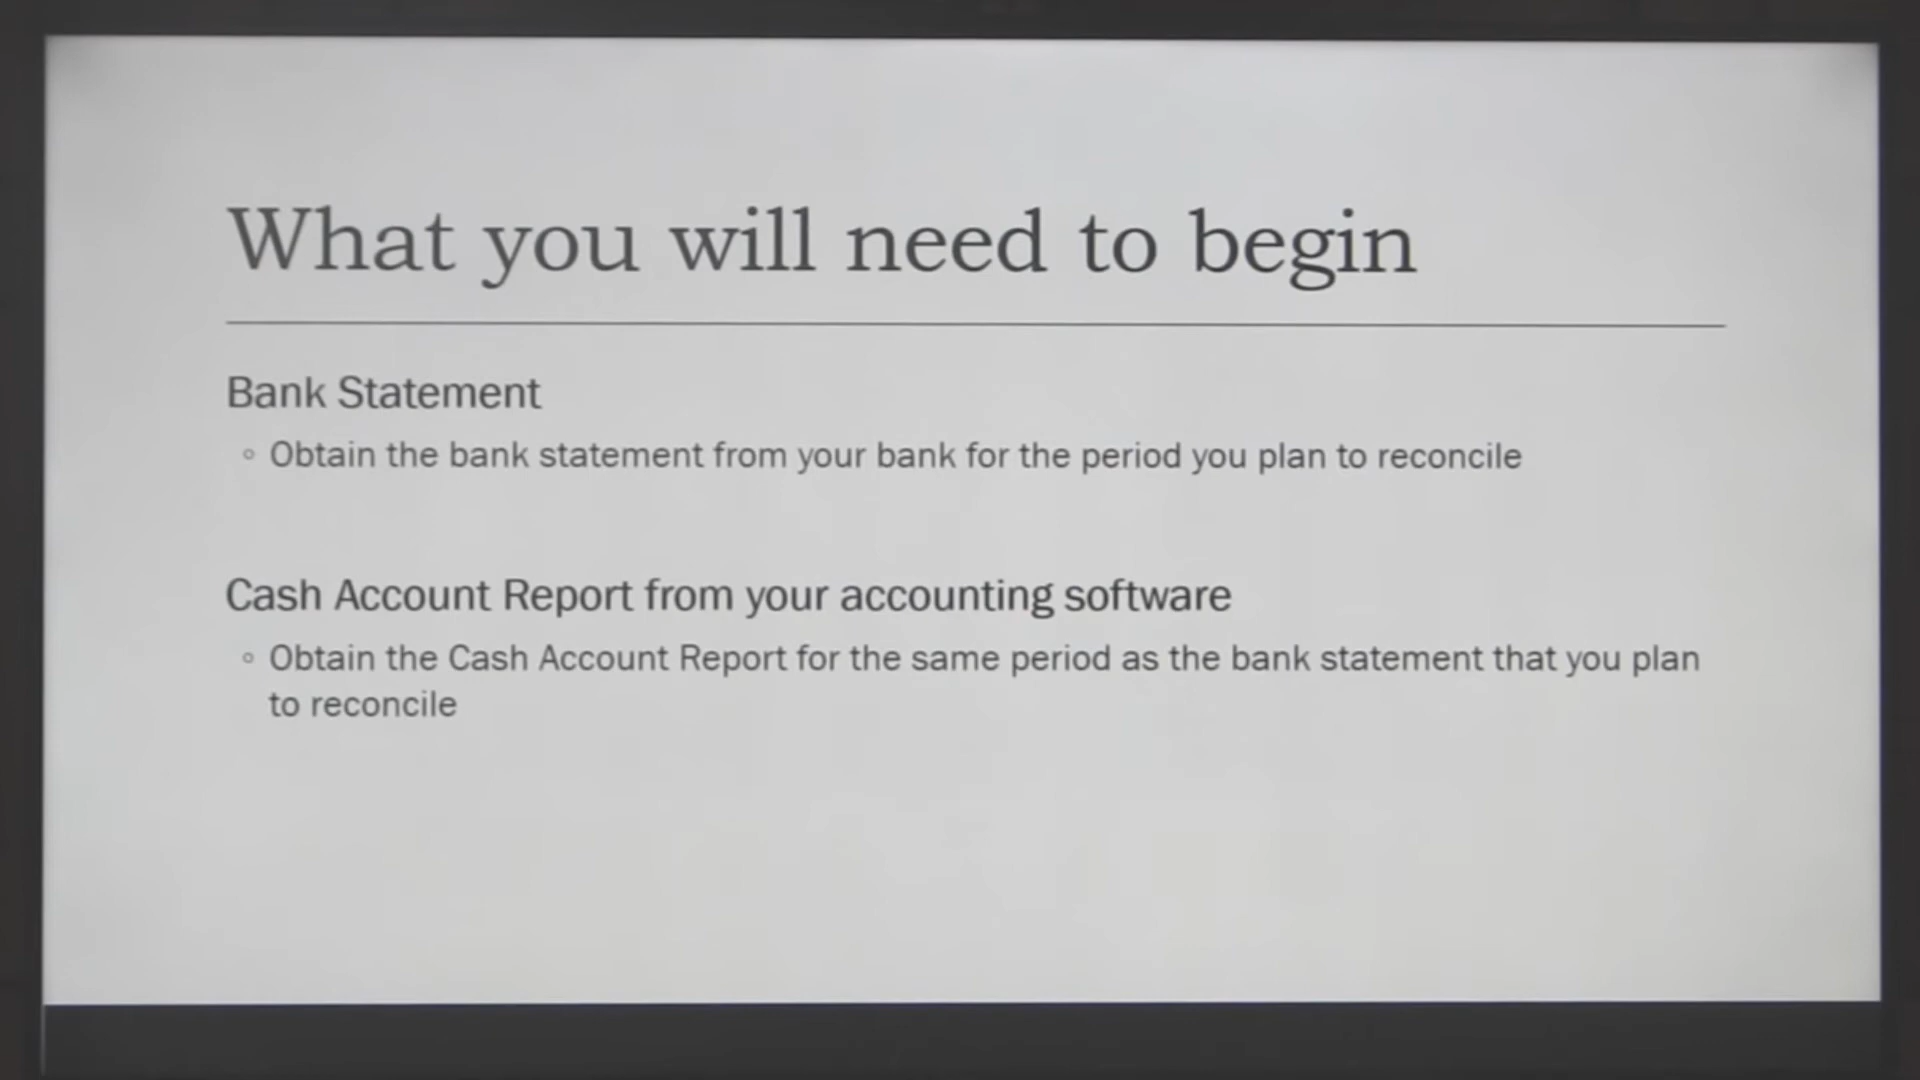 What you will need to begin
Bank Statement
◦ Obtain the bank statement from your bank for the period you plan to reconcile
Cash Account Report from your accounting software
◦ Obtain the Cash Account Report for the same period as the bank statement that you plan
to reconcile